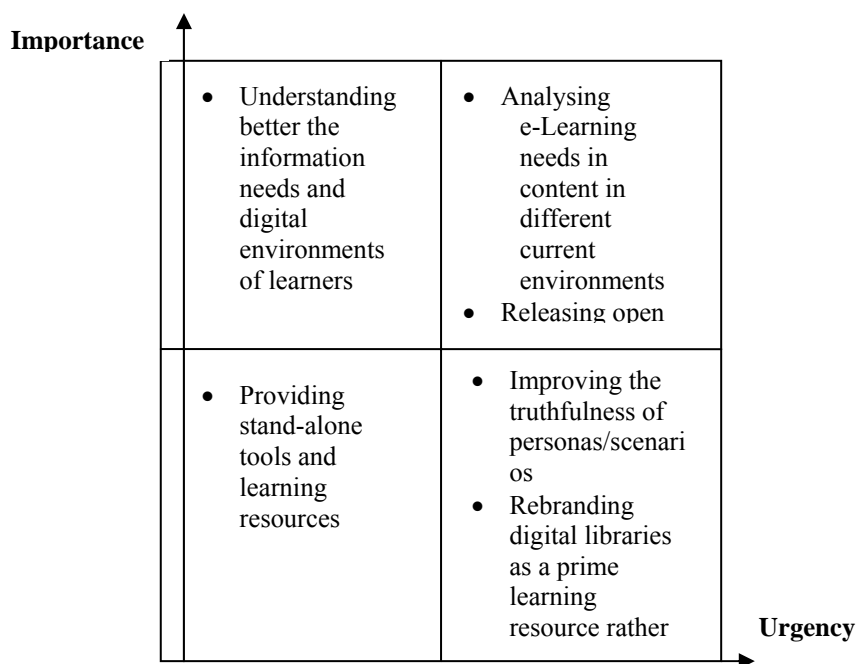 Importance
• Understanding
better the
information
needs and
digital
environments
of learners
• Analysing
e-Learning
needs in
content in
different
current
environments
• Releasing open
• Providing
stand-alone
tools and
learning
resources
• Improving the
truthfulness of
personas/scenari
os
• Rebranding
digital libraries
as a prime
learning
resource rather
Urgency